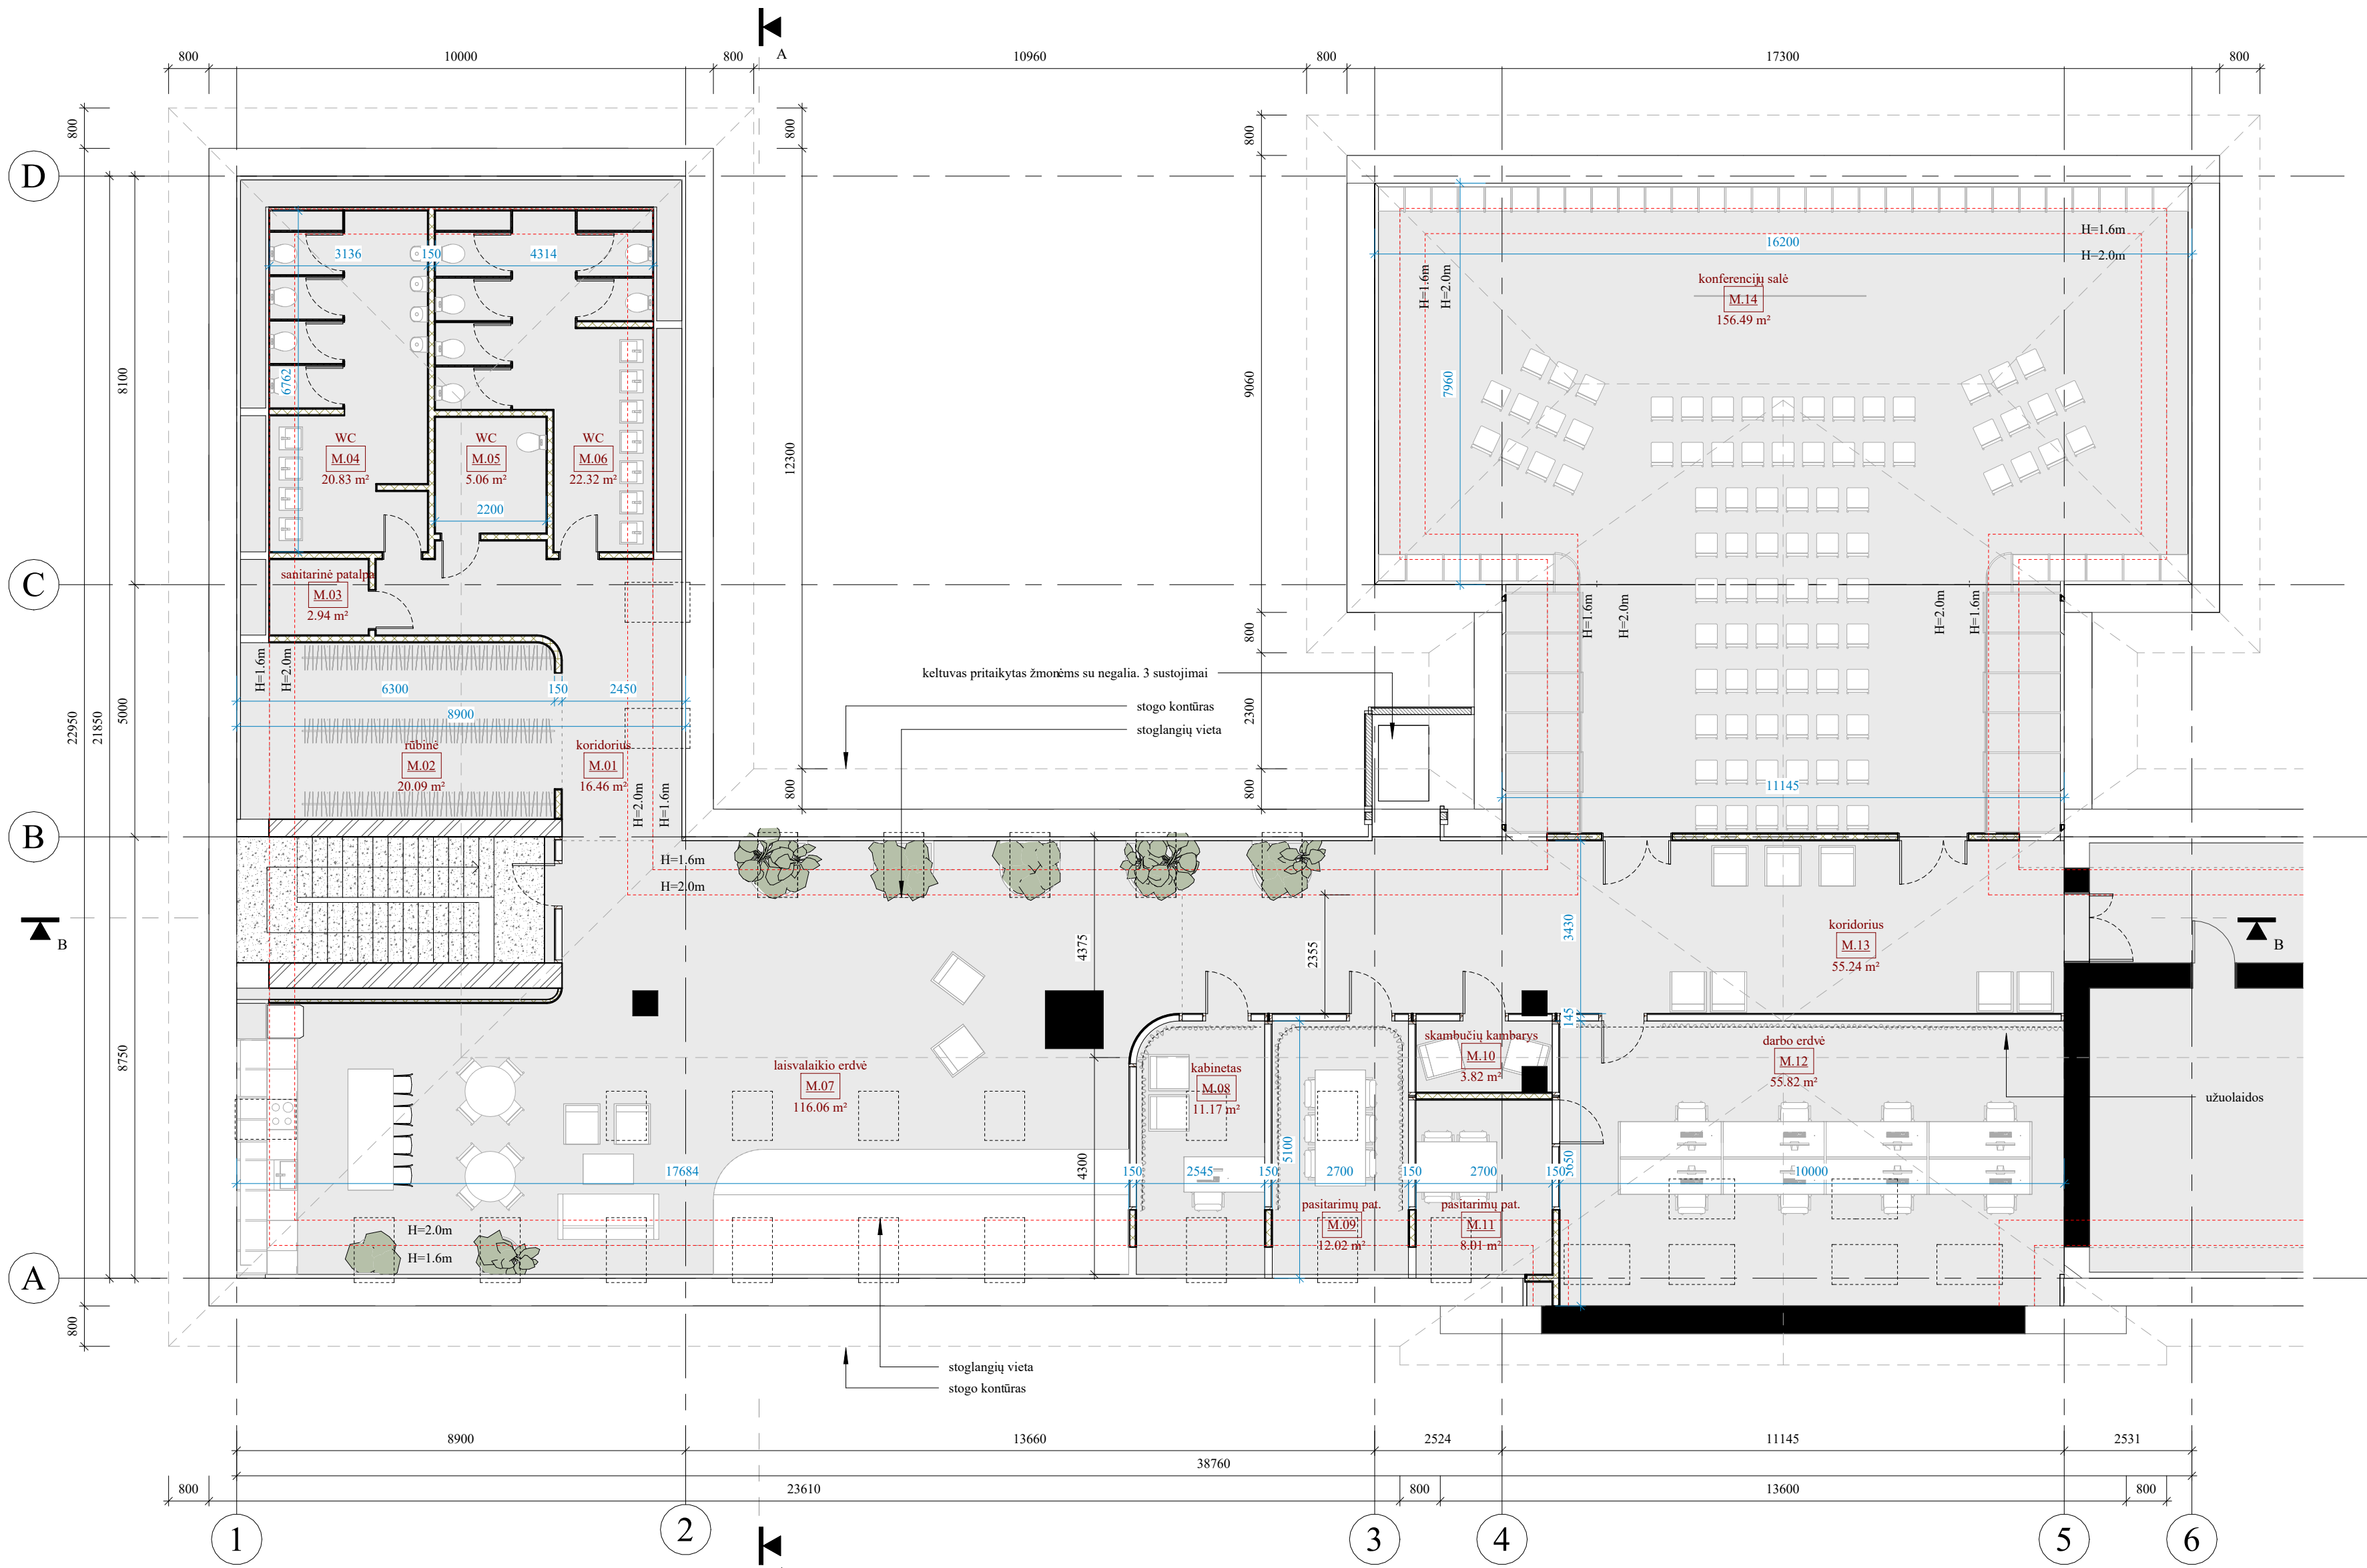 A
800
10000
800
10960
800
17300
800
800
800
800
D
3136
150
4314
16200
H=1.6m
H=2.0m
H=1.6m
H=2.0m
konferencijų salė
M.14
156.49 m²
8100
6762
9060
7960
12300
WC
M.04
20.83 m²
WC
M.05
5.06 m²
WC
M.06
22.32 m²
2200
C
sanitarinė patalpa
M.03
2.94 m²
H=1.6m
H=2.0m
H=2.0m
H=1.6m
800
H=1.6m
H=2.0m
keltuvas pritaikytas žmonėms su negalia. 3 sustojimai
6300
150
2450
8900
22950
21850
5000
2300
stogo kontūras
stoglangių vieta
rūbinė
M.02
20.09 m²
koridorius
M.01
16.46 m²
H=2.0m
H=1.6m
800
800
11145
B
H=1.6m
H=2.0m
B
B
4375
2355
3430
koridorius
M.13
55.24 m²
145
8750
laisvalaikio erdvė
M.07
116.06 m²
kabinetas
M.08
11.17 m²
skambučių kambarys
M.10
3.82 m²
darbo erdvė
M.12
55.82 m²
užuolaidos
4300
5100
5650
17684
150
2545
150
2700
150
2700
150
10000
pasitarimų pat.
M.09
12.02 m²
pasitarimų pat.
M.11
8.01 m²
H=2.0m
H=1.6m
A
800
stoglangių vieta
stogo kontūras
8900
13660
2524
11145
2531
38760
800
23610
800
13600
800
1
2
3
4
5
6